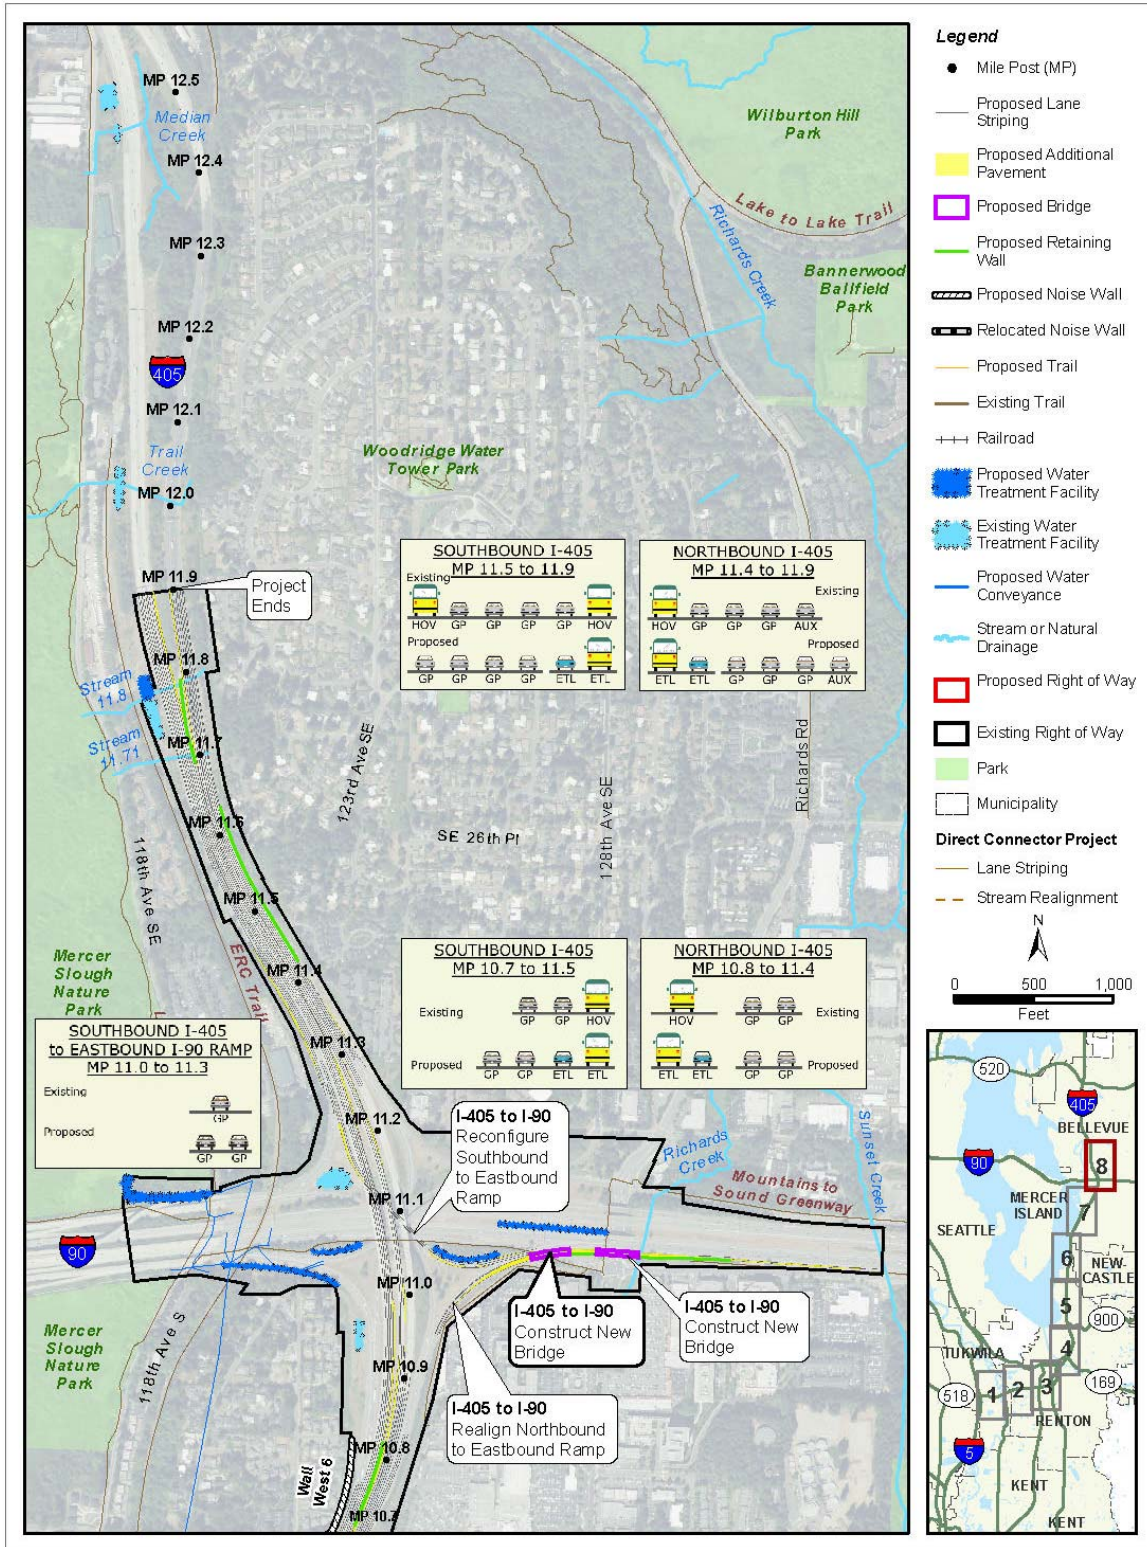 MP 12.5
Median
Creek
MP 12.4
MP 12.3
MP 12.2
405
MP 12.1
Trail
Creek
MP 12.0
MP 11.9
Project
Ends
Wilburton Hill
Park
Lake to Lake Trail
Richards Creek
Bannerwood
Ballfield
Park
Woodridge Water
Tower Park
SOUTHBOUND I-405
MP 11.5 to 11.9
Existing
HOV GP GP GP GP HOV
Proposed
GP GP GP GP ETL ETL
NORTHBOUND I-405
MP 11.4 to 11.9
Existing
HOV GP GP GP AUX
Proposed
ETL ETL GP GP GP AUX
MP 11.8
Stream
11.8
Stream
11.71
MP 11.7
MP 11.6
MP 11.5
MP 11.4
MP 11.3
MP 11.2
MP 11.1
MP 11.0
MP 10.9
MP 10.8
MP 10.7
123rd Ave SE
SE 26th Pl
128th Ave SE
Richards Rd
118th Ave SE
ERC Trail
Mercer
Slough
Nature
Park
SOUTHBOUND I-405
to EASTBOUND I-90 RAMP
MP 11.0 to 11.3
Existing
GP
Proposed
GP GP
SOUTHBOUND I-405
MP 10.7 to 11.5
Existing
GP GP HOV
Proposed
GP GP ETL ETL
NORTHBOUND I-405
MP 10.8 to 11.4
HOV GP GP
Existing
ETL ETL GP GP
Proposed
I-405 to I-90
Reconfigure
Southbound
to Eastbound
Ramp
Richards
Creek
Sunset Creek
Mountains to
Sound Greenway
90
I-405 to I-90
Construct New
Bridge
I-405 to I-90
Construct New
Bridge
I-405 to I-90
Realign Northbound
to Eastbound Ramp
118th Ave S
Mercer
Slough
Nature
Park
Wall
West 6
Legend
Mile Post (MP)
Proposed Lane
Striping
Proposed Additional
Pavement
Proposed Bridge
Proposed Retaining
Wall
Proposed Noise Wall
Relocated Noise Wall
Proposed Trail
Existing Trail
Railroad
Proposed Water
Treatment Facility
Existing Water
Treatment Facility
Proposed Water
Conveyance
Stream or Natural
Drainage
Proposed Right of Way
Existing Right of Way
Park
Municipality
Direct Connector Project
Lane Striping
Stream Realignment
N
0 500 1,000
Feet
520
405
BELLEVUE
90
8
MERCER
ISLAND
7
SEATTLE
6
NEW-
CASTLE
5
900
4
TUKWILA
169
518
1
2
3
RENTON
5
KENT
KENT